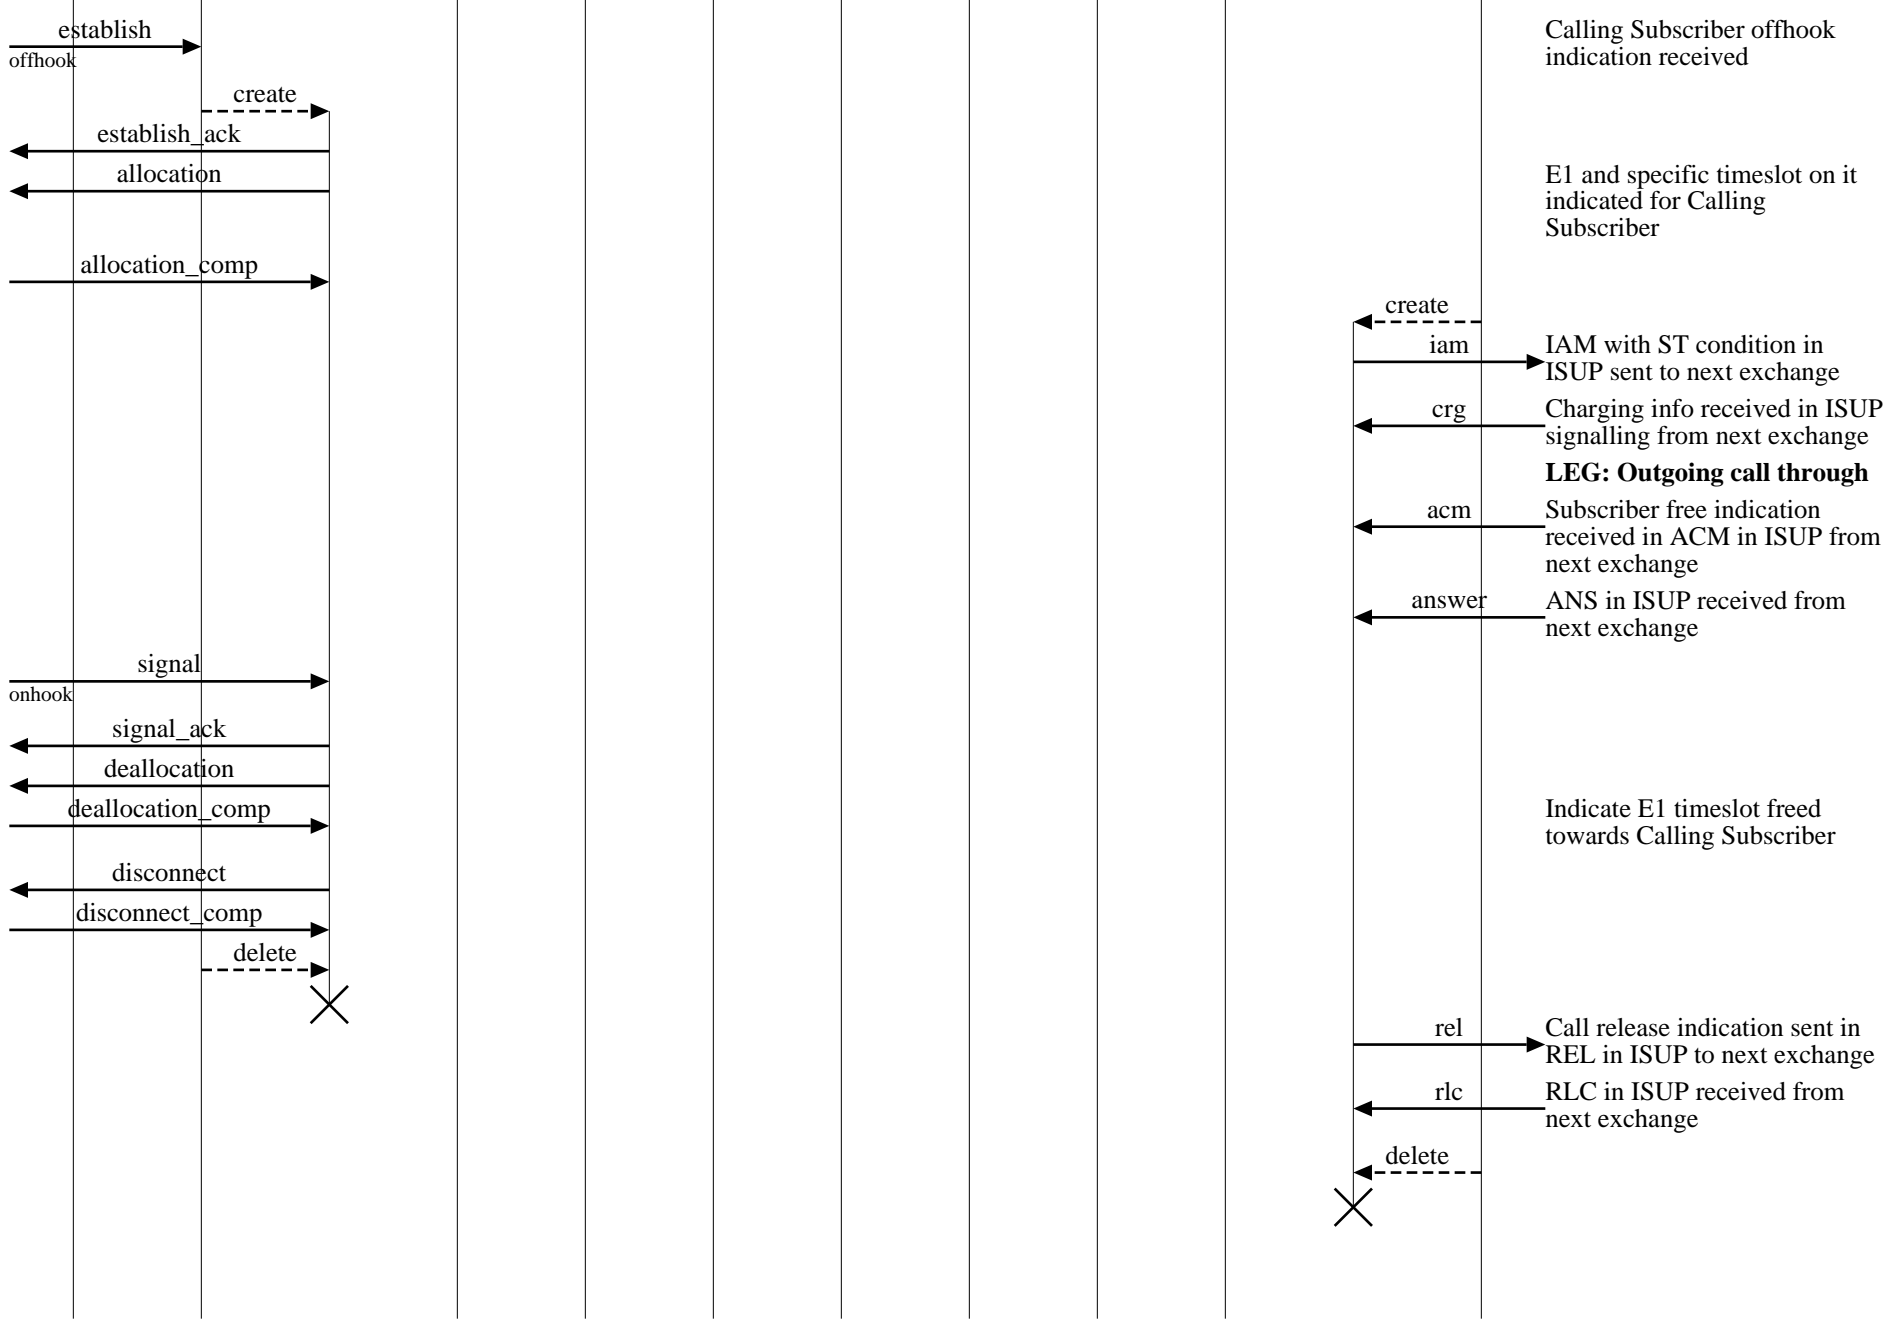 establish
Calling Subscriber offhook
indication received
offhook
create
establish_ack
allocation
E1 and specific timeslot on it
indicated for Calling
Subscriber
allocation_comp
create
iam
IAM with ST condition in
ISUP sent to next exchange
crg
Charging info received in ISUP
signalling from next exchange
LEG: Outgoing call through
acm
Subscriber free indication
received in ACM in ISUP from
next exchange
answer
ANS in ISUP received from
next exchange
signal
onhook
signal_ack
deallocation
deallocation_comp
Indicate E1 timeslot freed
towards Calling Subscriber
disconnect
disconnect_comp
delete
rel
Call release indication sent in
REL in ISUP to next exchange
rlc
RLC in ISUP received from
next exchange
delete